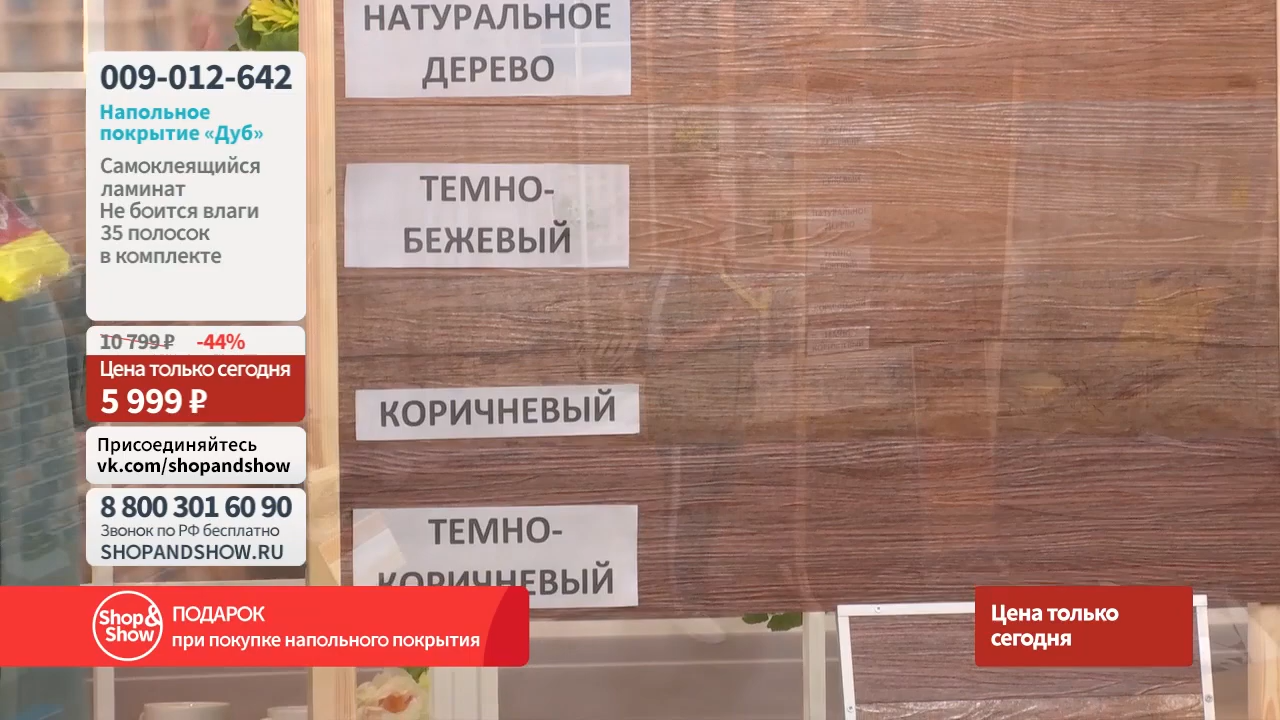 НАТУРАЛЬНОЕ
ДЕРЕВО
ТЕМНО-
БЕЖЕВЫЙ
КОРИЧНЕВЫЙ
ТЕМНО-
КОРИЧНЕВЫЙ
009-012-642
Напольное
покрытие «Дуб»
Самоклеящийся
ламинат
Не боится влаги
35 полосок
в комплекте
10 799 ₽ -44%
Цена только сегодня
5 999 ₽
Присоединяйтесь
vk.com/shopandshow
8 800 301 60 90
Звонок по РФ бесплатно
SHOPANDSHOW.RU
Shop&
Show
ПОДАРОК
при покупке напольного покрытия
Цена только
сегодня